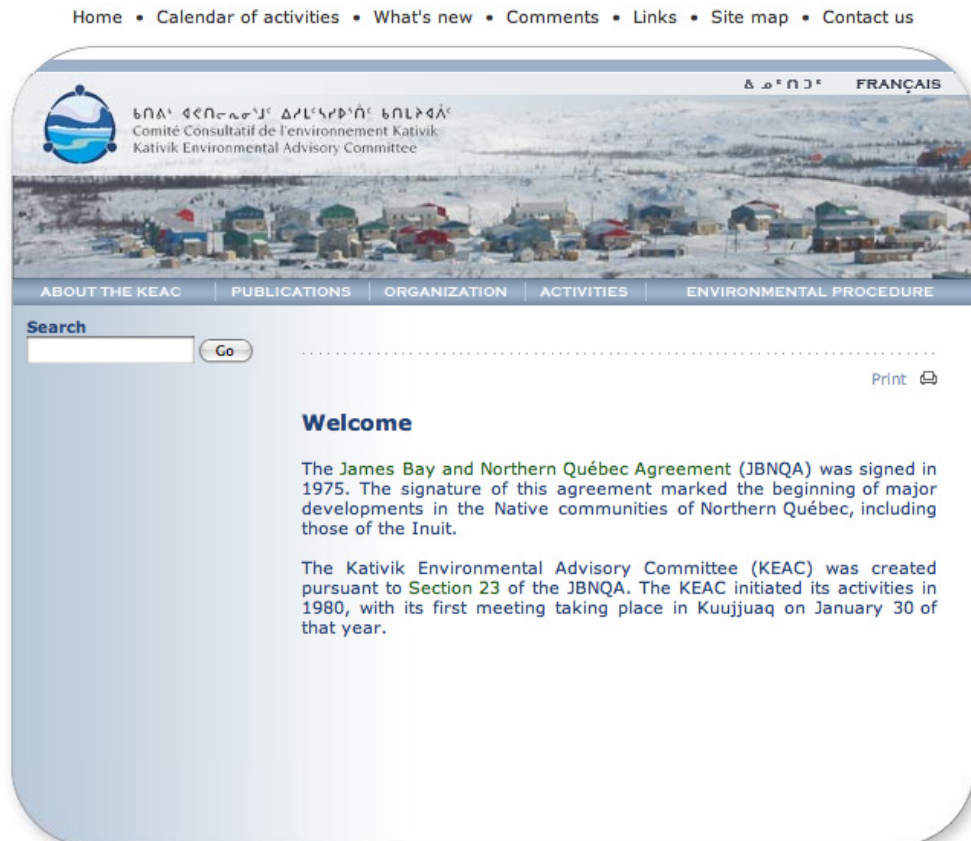 Home • Calendar of activities • What's new • Comments • Links • Site map • Contact us
ᐃᓄᒃᑎᑐᑦ FRANÇAIS
Comité Consultatif de l'environnement Kativik
Kativik Environmental Advisory Committee
ABOUT THE KEAC PUBLICATIONS ORGANIZATION ACTIVITIES ENVIRONMENTAL PROCEDURE
Search
Go
Print
Welcome
The James Bay and Northern Québec Agreement (JBNQA) was signed in
1975. The signature of this agreement marked the beginning of major
developments in the Native communities of Northern Québec, including
those of the Inuit.
The Kativik Environmental Advisory Committee (KEAC) was created
pursuant to Section 23 of the JBNQA. The KEAC initiated its activities in
1980, with its first meeting taking place in Kuujjuaq on January 30 of
that year.